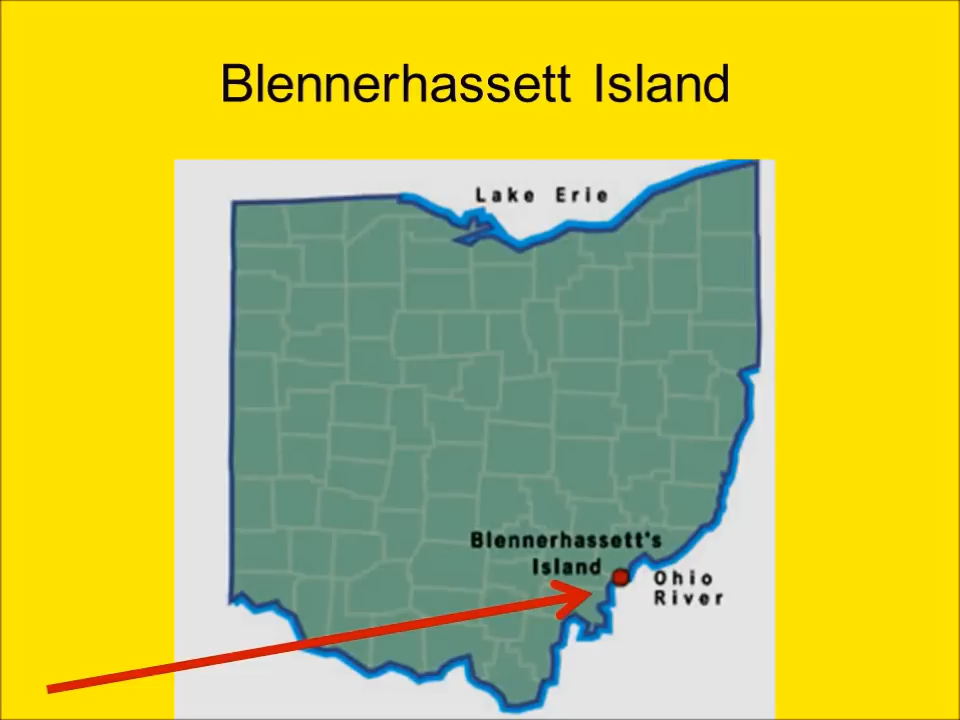 Blennerhassett Island
Lake Erie
Blennerhassett's
Island
Ohio
River